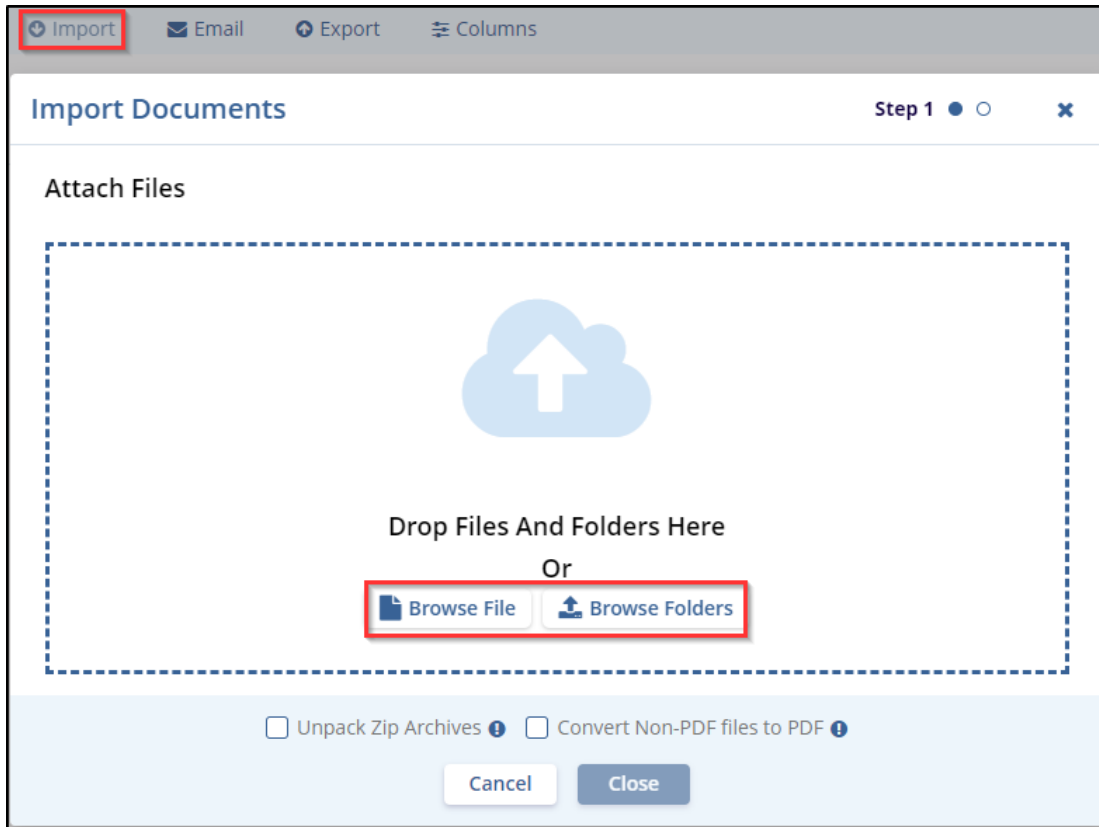 Import Email Export Columns
Import Documents Step 1
Attach Files
Drop Files And Folders Here
Or
Browse File Browse Folders
Unpack Zip Archives Convert Non-PDF files to PDF
Cancel Close